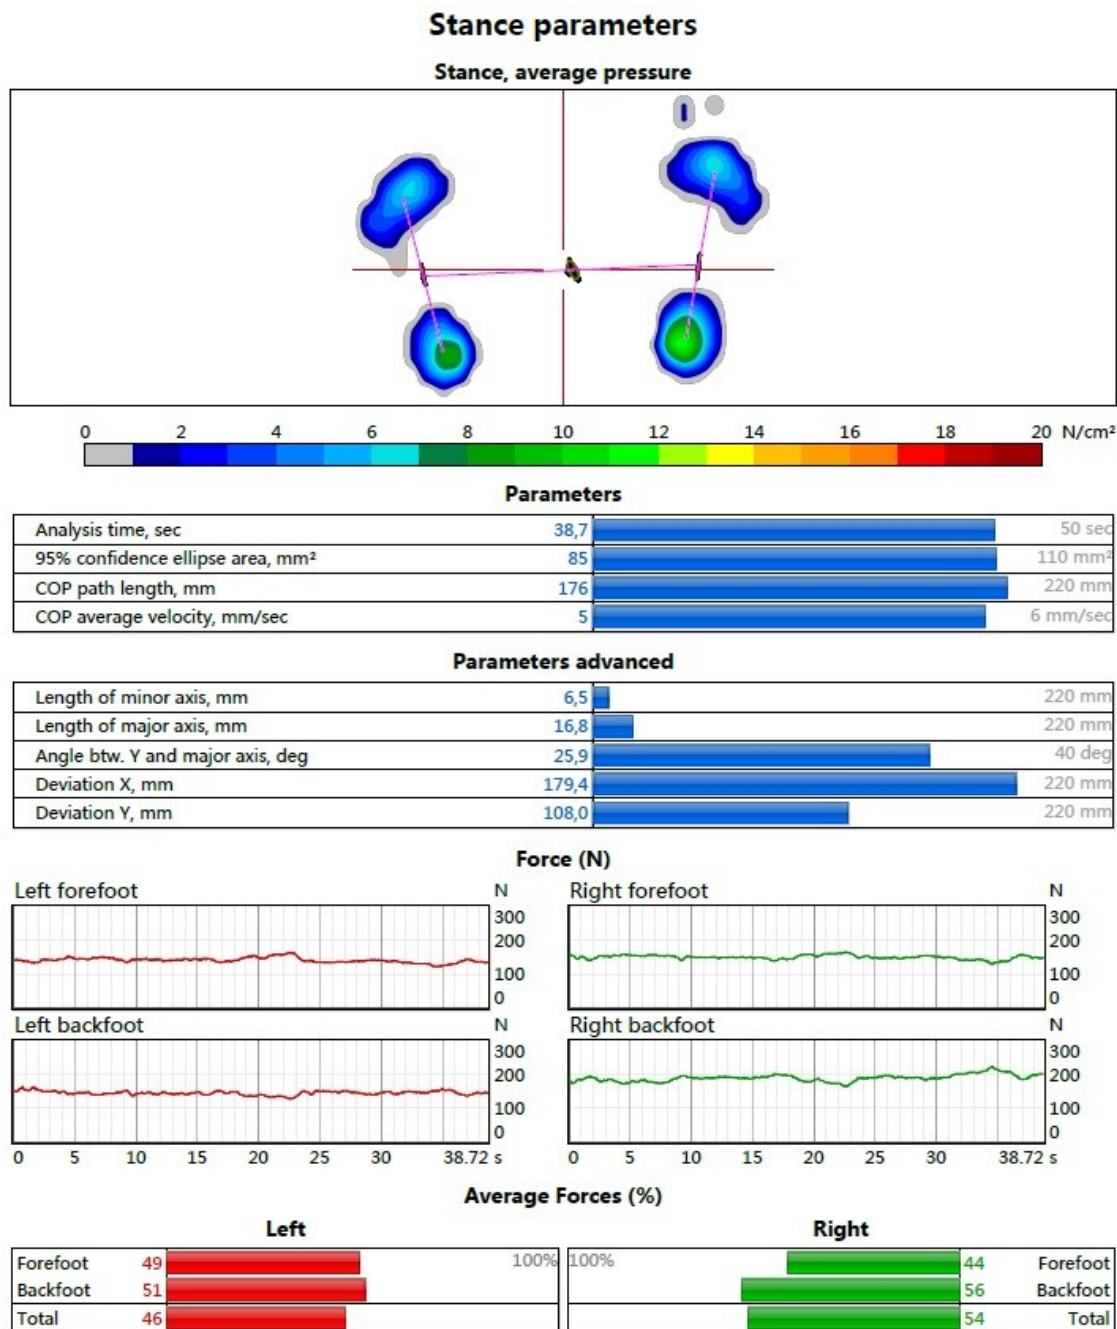 Stance parameters
Stance, average pressure
0 2 4 6 8 10 12 14 16 18 20 N/cm²
Parameters
Analysis time, sec 38,7 50 sec
95% confidence ellipse area, mm² 85 110 mm²
COP path length, mm 176 220 mm
COP average velocity, mm/sec 5 6 mm/sec
Parameters advanced
Length of minor axis, mm 6,5 220 mm
Length of major axis, mm 16,8 220 mm
Angle btw. Y and major axis, deg 25,9 40 deg
Deviation X, mm 179,4 220 mm
Deviation Y, mm 108,0 220 mm
Force (N)
Left forefoot N Right forefoot N
300 300
200 200
100 100
0 0
Left backfoot N Right backfoot N
300 300
200 200
100 100
0 0
0 5 10 15 20 25 30 38.72 s 0 5 10 15 20 25 30 38.72 s
Average Forces (%)
Left Right
Forefoot 49 100% 100% 44 Forefoot
Backfoot 51 56 Backfoot
Total 46 54 Total